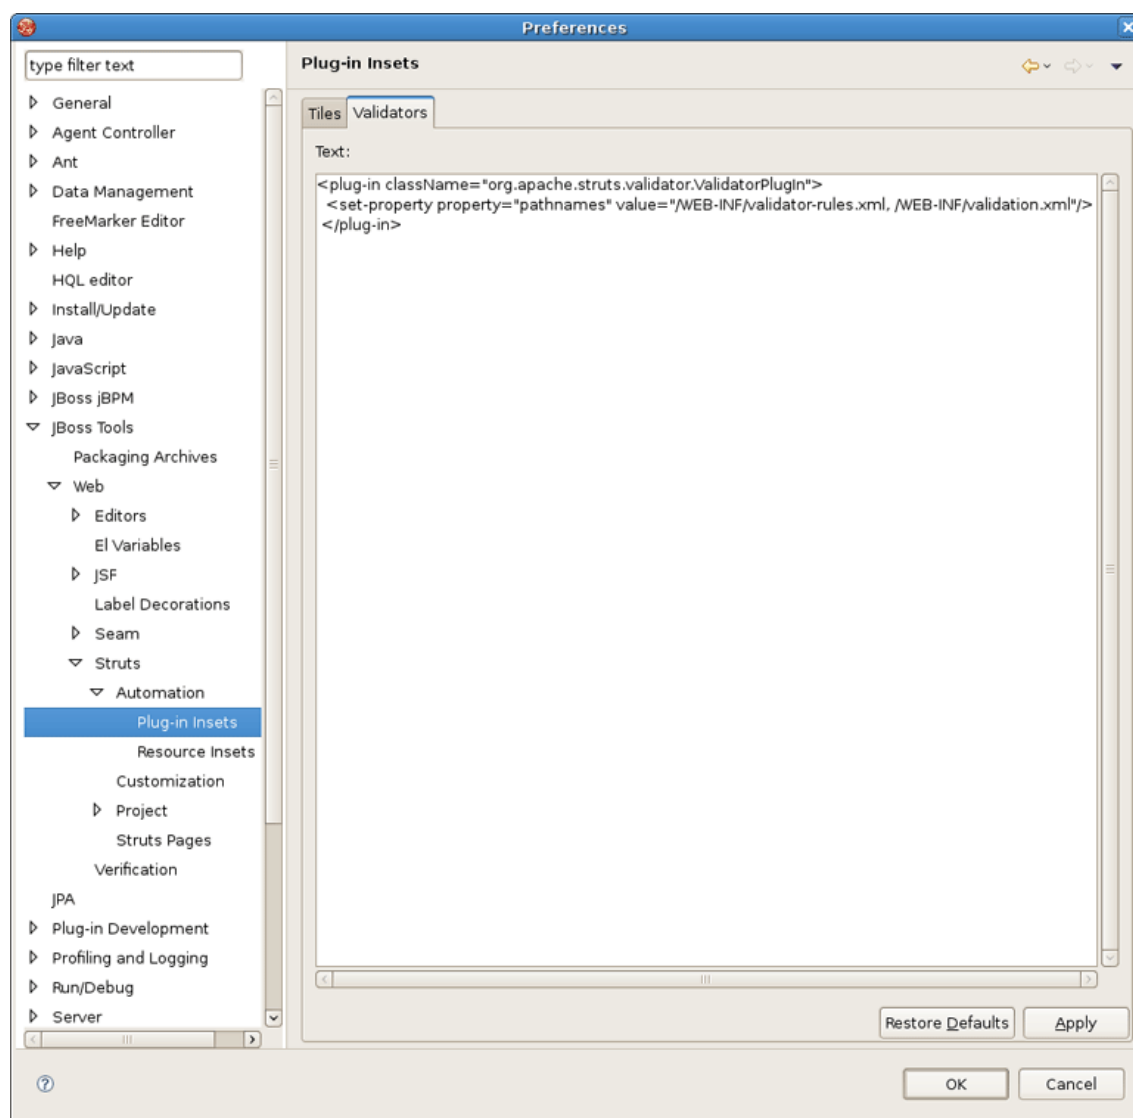 Preferences
type filter text
General
Agent Controller
Ant
Data Management
FreeMarker Editor
Help
HQL editor
Install/Update
Java
JavaScript
JBoss jBPM
JBoss Tools
Packaging Archives
Web
Editors
El Variables
JSF
Label Decorations
Seam
Struts
Automation
Plug-in Insets
Resource Insets
Customization
Project
Struts Pages
Verification
JPA
Plug-in Development
Profiling and Logging
Run/Debug
Server
Plug-in Insets
Tiles Validators
Text:
<plug-in className="org.apache.struts.validator.ValidatorPlugIn">
<set-property property="pathnames" value="/WEB-INF/validator-rules.xml, /WEB-INF/validation.xml"/>
</plug-in>
Restore Defaults Apply
OK Cancel